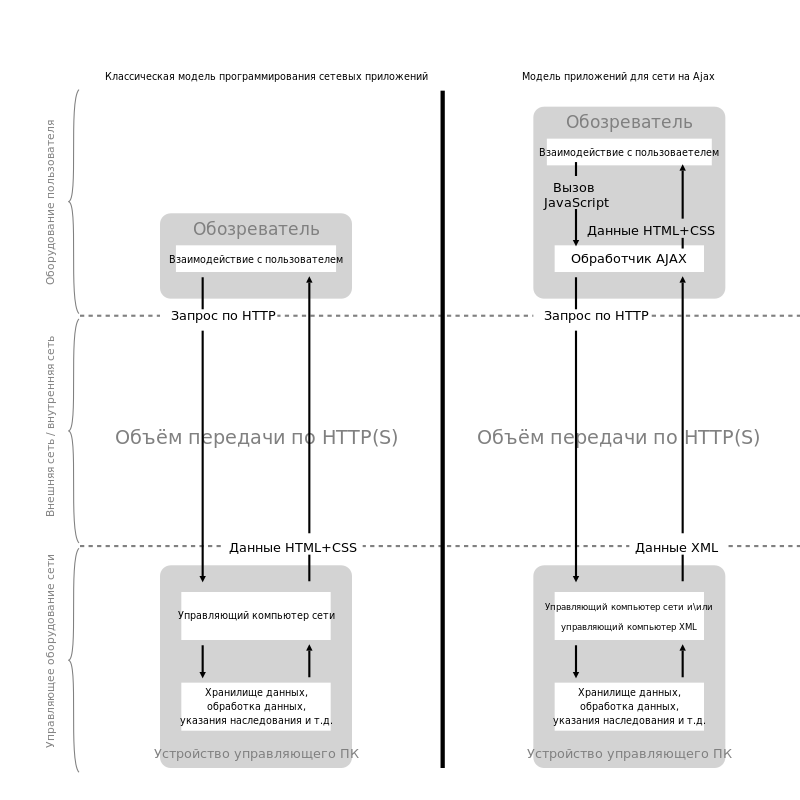 Классическая модель программирования сетевых приложений
Модель приложений для сети на Ajax
Оборудование пользователя
Обозреватель
Взаимодействие с пользователем
Обозреватель
Взаимодействие с пользоваетелем
Вызов
JavaScript
Данные HTML+CSS
Обработчик AJAX
Запрос по HTTP
Запрос по HTTP
Внешняя сеть / внутренняя сеть
Объём передачи по HTTP(S)
Объём передачи по HTTP(S)
Данные HTML+CSS
Данные XML
Управляющее оборудование сети
Управляющий компьютер сети
Хранилище данных,
обработка данных,
указания наследования и т.д.
Устройство управляющего ПК
Управляющий компьютер сети и\или
управляющий компьютер XML
Хранилище данных,
обработка данных,
указания наследования и т.д.
Устройство управляющего ПК